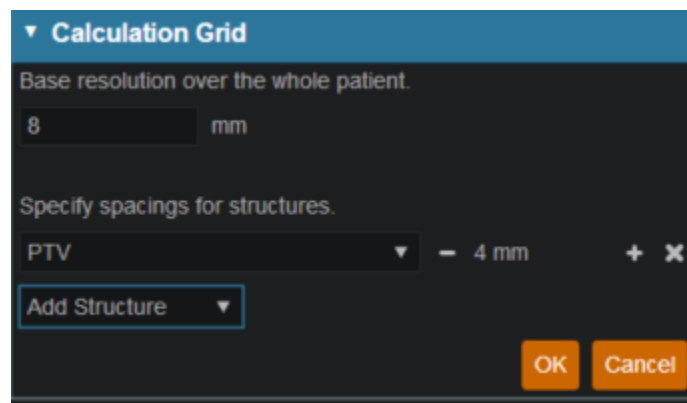 Calculation Grid
Base resolution over the whole patient.
8 mm
Specify spacings for structures.
PTV 4 mm
Add Structure
OK Cancel